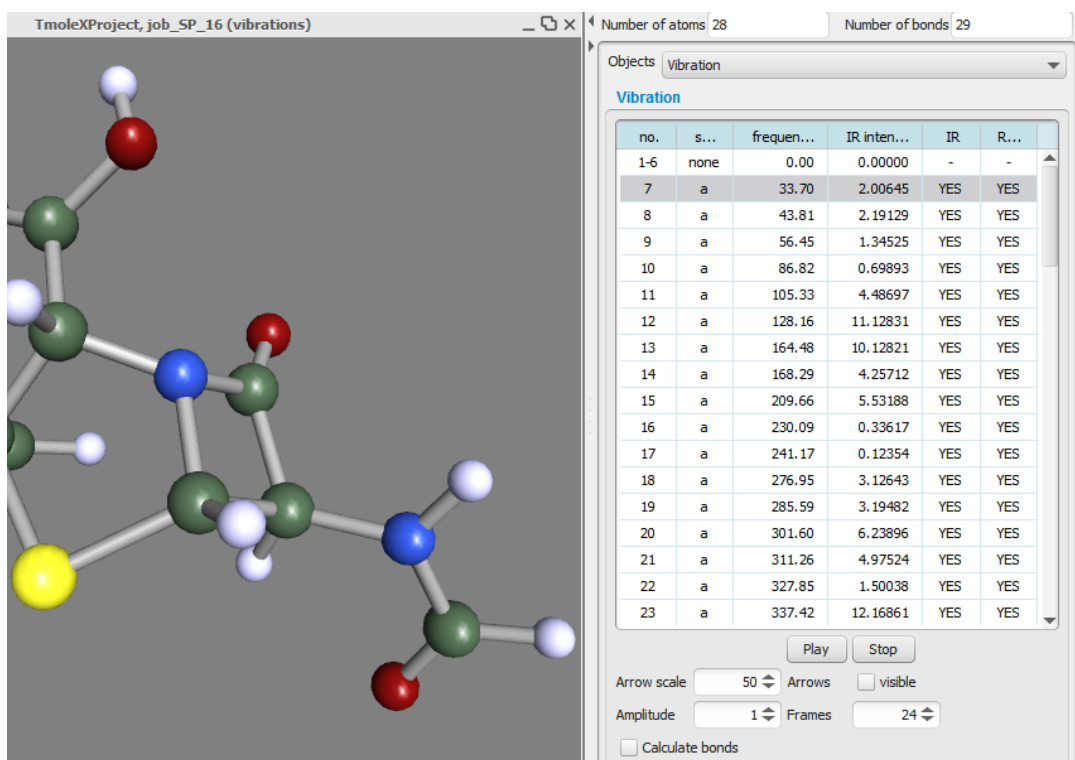 TmoleXProject, job_SP_16 (vibrations)
Number of atoms 28 Number of bonds 29
Objects Vibration
Vibration
no. s... frequen... IR inten... IR R...
1-6 none 0.00 0.00000 - -
7 a 33.70 2.00645 YES YES
8 a 43.81 2.19129 YES YES
9 a 56.45 1.34525 YES YES
10 a 86.82 0.69893 YES YES
11 a 105.33 4.48697 YES YES
12 a 128.16 11.12831 YES YES
13 a 164.48 10.12821 YES YES
14 a 168.29 4.25712 YES YES
15 a 209.66 5.53188 YES YES
16 a 230.09 0.33617 YES YES
17 a 241.17 0.12354 YES YES
18 a 276.95 3.12643 YES YES
19 a 285.59 3.19482 YES YES
20 a 301.60 6.23896 YES YES
21 a 311.26 4.97524 YES YES
22 a 327.85 1.50038 YES YES
23 a 337.42 12.16861 YES YES
Play Stop
Arrow scale 50 Arrows visible
Amplitude 1 Frames 24
Calculate bonds